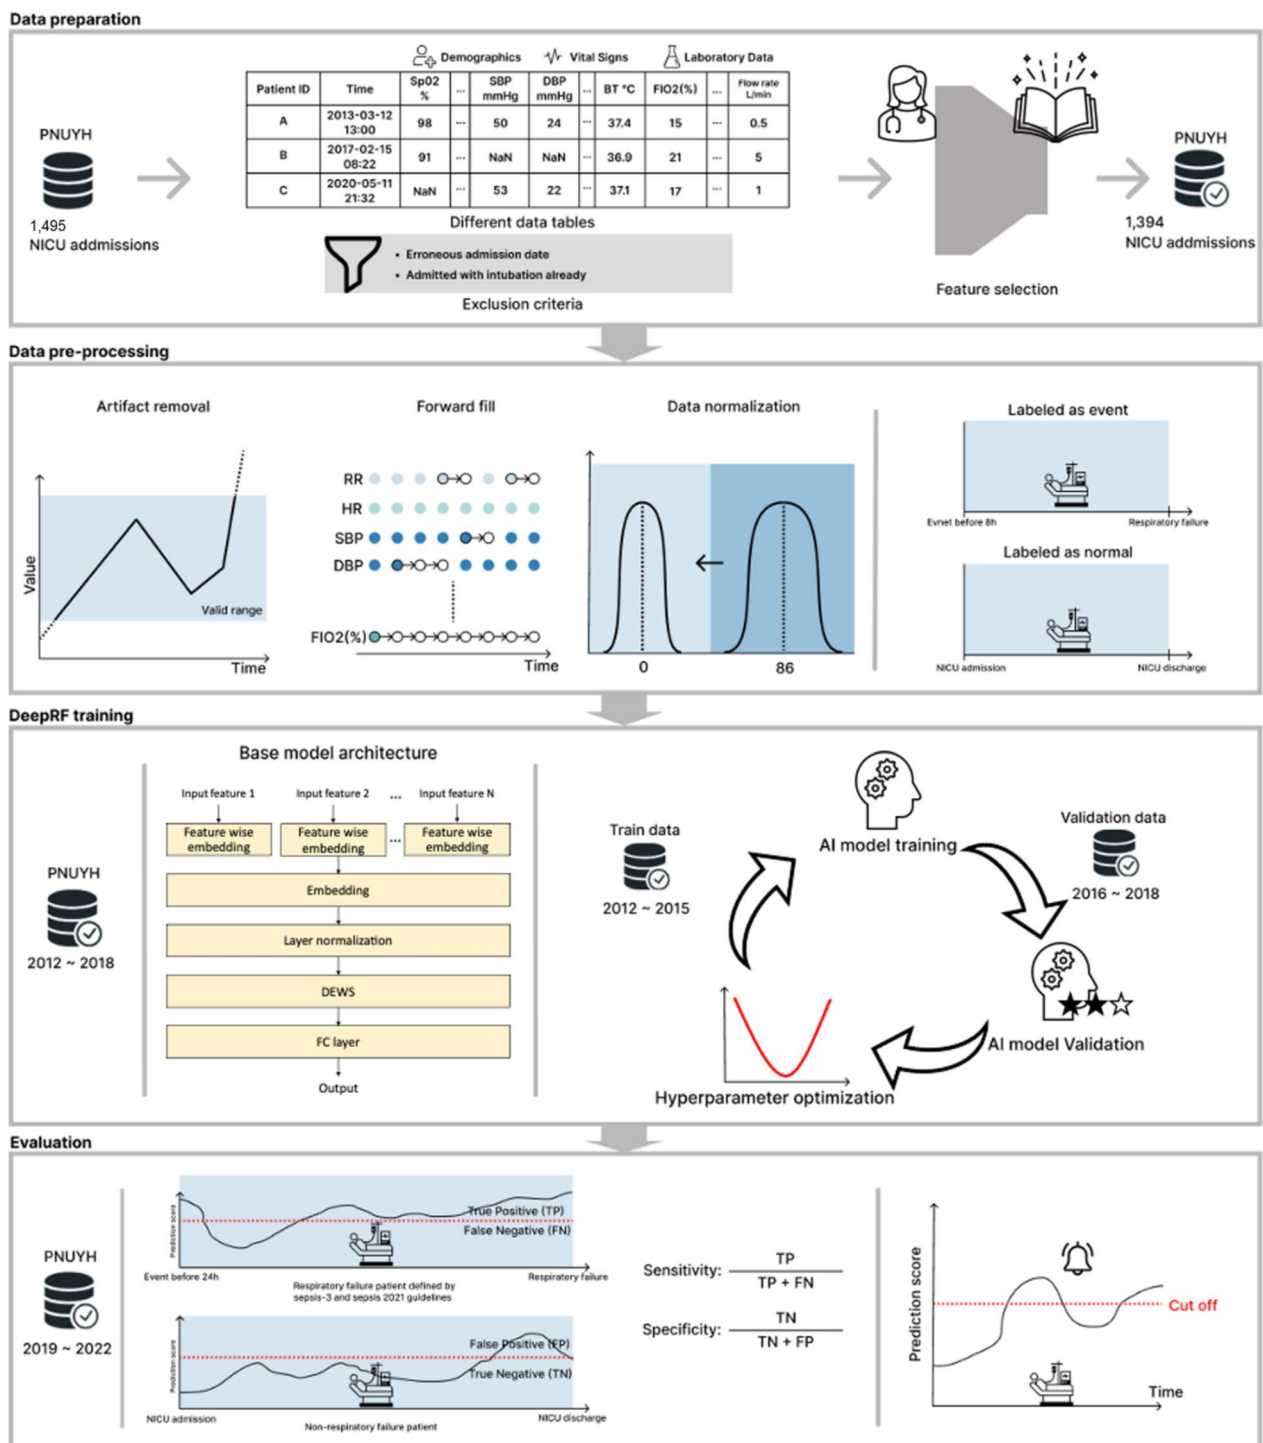 Data preparation
Demographics Vital Signs Laboratory Data
Patient ID Time Sp02 % ... SBP mmHg DBP mmHg ... BT °C FIO2(%) ... Flow rate L/min
A 2013-03-12 13:00 98 ... 50 24 ... 37.4 15 ... 0.5
B 2017-02-15 08:22 91 ... NaN NaN ... 36.9 21 ... 5
C 2020-05-11 21:32 NaN ... 53 22 ... 37.1 17 ... 1
PNUYH
1,495
NICU addmissions
Different data tables
• Erroneous admission date
• Admitted with intubation already
Exclusion criteria
Feature selection
PNUYH
1,394
NICU addmissions
Data pre-processing
Artifact removal
Value
Valid range
Time
Forward fill
RR
HR
SBP
DBP
FIO2(%)
Time
Data normalization
0
86
Labeled as event
Evnet before 8h
Respiratory failure
Labeled as normal
NICU admission
NICU discharge
DeepRF training
PNUYH
2012 ~ 2018
Base model architecture
Input feature 1 Input feature 2 ... Input feature N
Feature wise embedding Feature wise embedding ... Feature wise embedding
Embedding
Layer normalization
DEWS
FC layer
Output
Train data
2012 ~ 2015
AI model training
Validation data
2016 ~ 2018
AI model Validation
Hyperparameter optimization
Evaluation
PNUYH
2019 ~ 2022
Prediction score
True Positive (TP)
False Negative (FN)
Event before 24h
Respiratory failure
Respiratory failure patient defined by
sepsis-3 and sepsis 2021 guidelines
Prediction score
False Positive (FP)
True Negative (TN)
NICU admission
NICU discharge
Non-respiratory failure patient
Sensitivity: TP
TP + FN
Specificity: TN
TN + FP
Prediction score
Cut off
Time